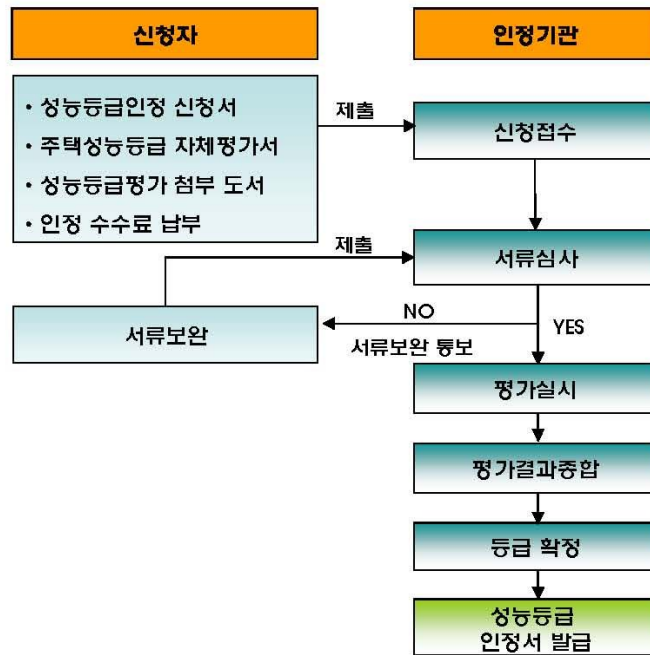 신청자
인정기관
• 성능등급인정 신청서
• 주택성능등급 자체평가서
• 성능등급평가 첨부 도서
• 인정 수수료 납부
제출
신청접수
제출
서류심사
서류보완
NO
서류보완 통보
YES
평가실시
평가결과종합
등급 확정
성능등급
인정서 발급